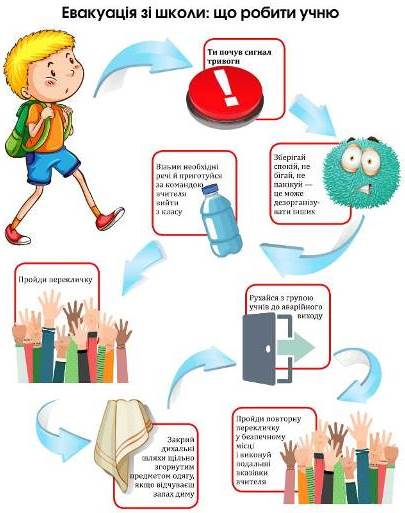 Евакуація зі школи: що робити учню
Ти почув сигнал
тривоги
Зберігай
спокій, не
бігай, не
панікуй —
це може
дезорганізу-
вати інших
Візьми необхідні
речі й приготуйся
за командою
вчителя
вийти
з класу
Пройди перекличку
Закрий
дихальні
шляхи щільно
згорнутим
предметом одягу,
якщо відчуваєш
запах диму
Рухайся з групою
учнів до аварійного
виходу
Пройди повторну
перекличку
у безпечному
місці
і виконуй
подальші
вказівки
вчителя